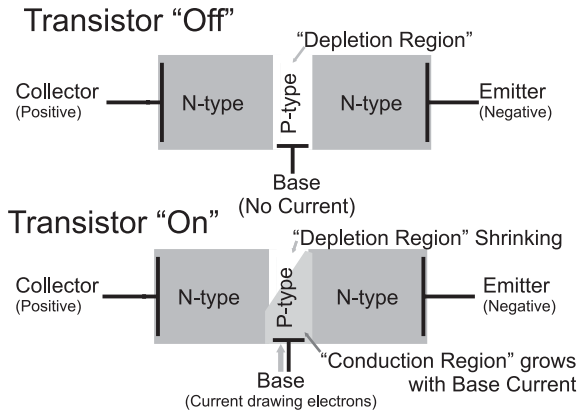 Transistor “Off”
“Depletion Region”
Collector
(Positive)
N-type
P-type
N-type
Emitter
(Negative)
Base
(No Current)
Transistor “On”
“Depletion Region” Shrinking
Collector
(Positive)
N-type
P-type
N-type
Emitter
(Negative)
“Conduction Region” grows
with Base Current
Base
(Current drawing electrons)